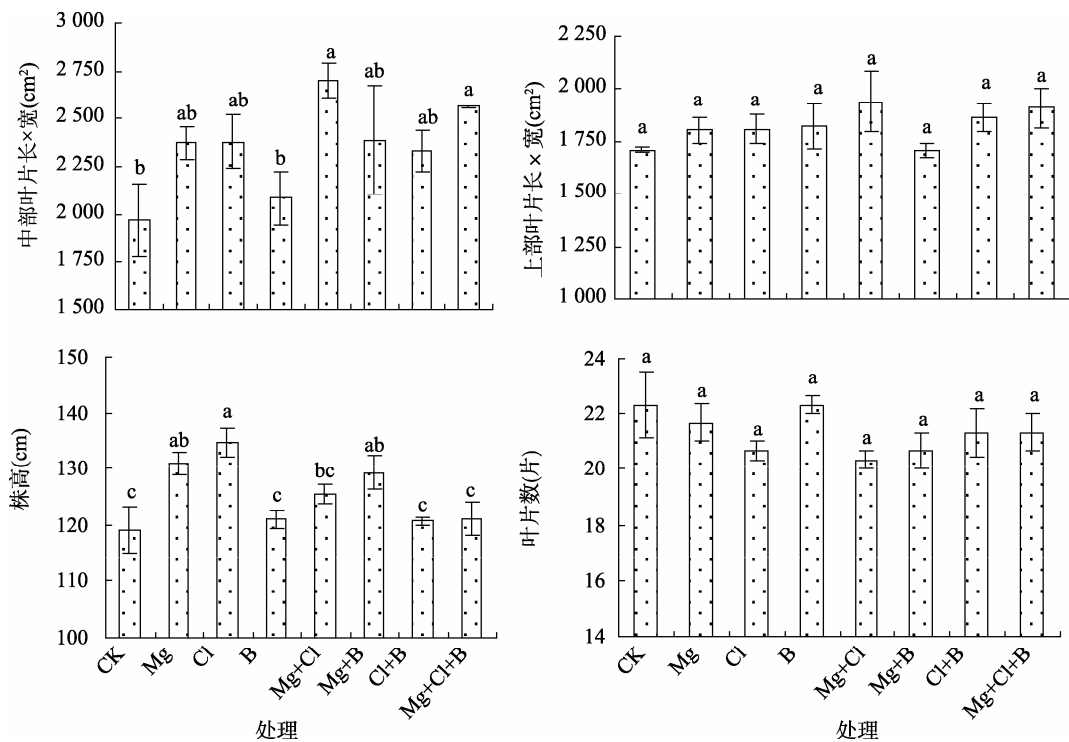 中部叶片长×宽(cm²)
3 000
2 750
2 500
2 250
2 000
1 750
1 500
b
ab
ab
b
a
ab
ab
a
上部叶片长×宽(cm²)
2 250
2 000
1 750
1 500
1 250
1 000
a
a
a
a
a
a
a
a
株高(cm)
150
140
130
120
110
100
c
ab
a
c
bc
ab
c
c
CK
Mg
Cl
B
Mg+Cl
Mg+B
Cl+B
Mg+Cl+B
处理
叶片数(片)
24
22
20
18
16
14
a
a
a
a
a
a
a
a
CK
Mg
Cl
B
Mg+Cl
Mg+B
Cl+B
Mg+Cl+B
处理